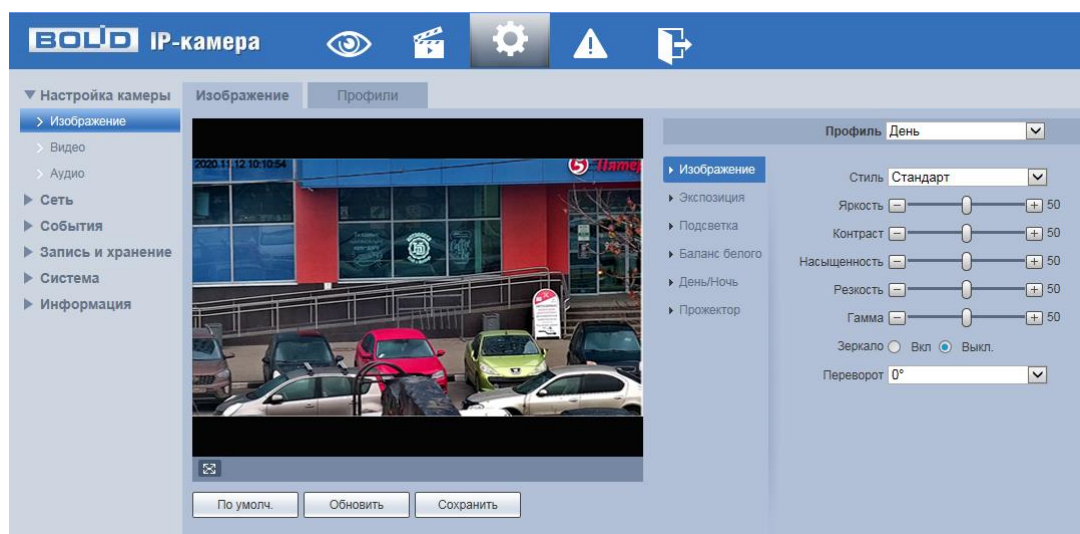 BOLID IP-камера
Настройка камеры
Изображение
Видео
Аудио
Сеть
События
Запись и хранение
Система
Информация
Изображение
Профили
2020-11-12 10:10:54
5
По умолч.
Обновить
Сохранить
Профиль День
Изображение
Экспозиция
Подсветка
Баланс белого
День/Ночь
Прожектор
Стиль Стандарт
Яркость 50
Контраст 50
Насыщенность 50
Резкость 50
Гамма 50
Зеркало Вкл Выкл.
Переворот 0°